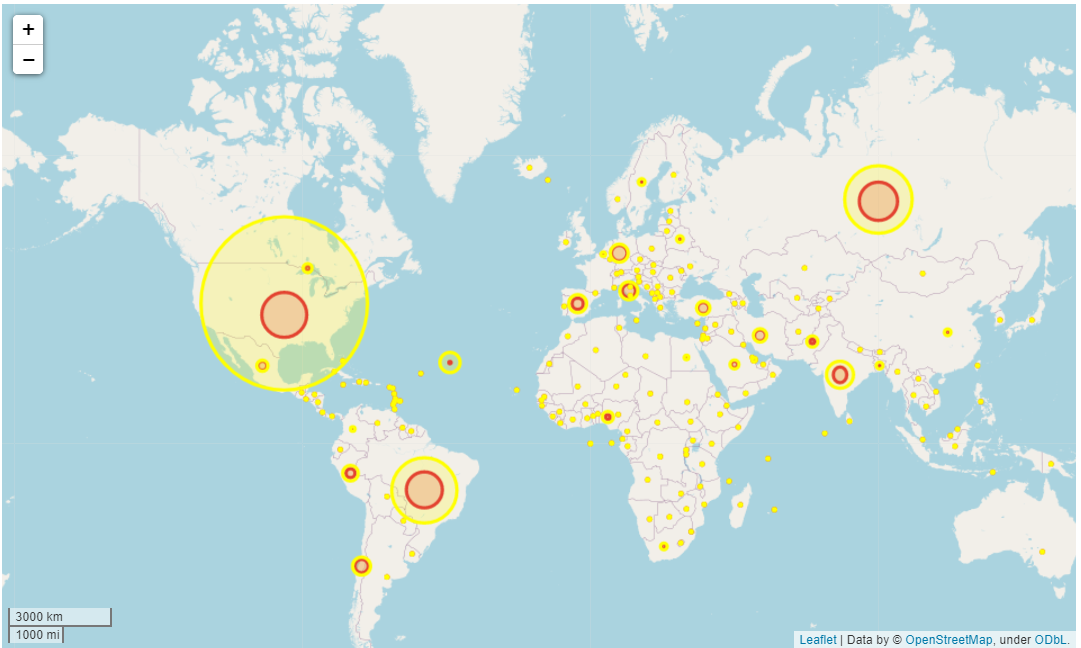 +
−
3000 km
1000 mi
Leaflet | Data by © OpenStreetMap, under ODbL.